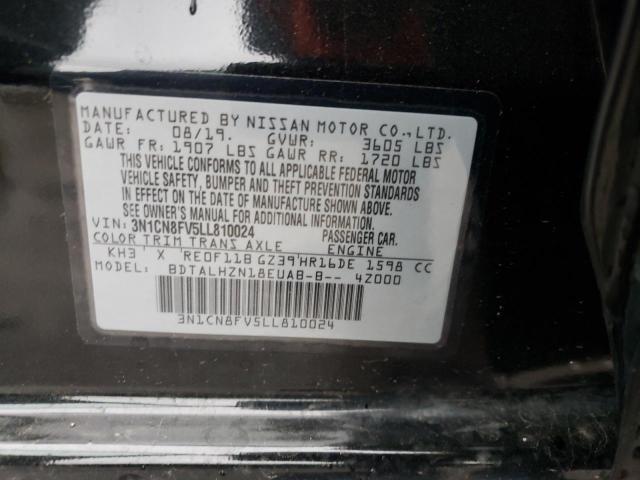 MANUFACTURED BY NISSAN MOTOR CO.,LTD.
DATE: 08/19. GVWR: 3605 LBS
GAWR FR: 1907 LBS GAWR RR: 1720 LBS
THIS VEHICLE CONFORMS TO ALL APPLICABLE FEDERAL MOTOR
VEHICLE SAFETY, BUMPER AND THEFT PREVENTION STANDARDS
IN EFFECT ON THE DATE OF MANUFACTURE SHOWN ABOVE.
SEE OWNER'S MANUAL FOR ADDITIONAL INFORMATION.
VIN: 3N1CN8FV5LL810024 PASSENGER CAR.
COLOR TRIM TRANS AXLE ENGINE
KH3' X 'RE0F11B GZ39'HR16DE 1598 CC
MODEL: BDTALHZN18EUAB-B-- 4Z000
3N1CN8FV5LL810024